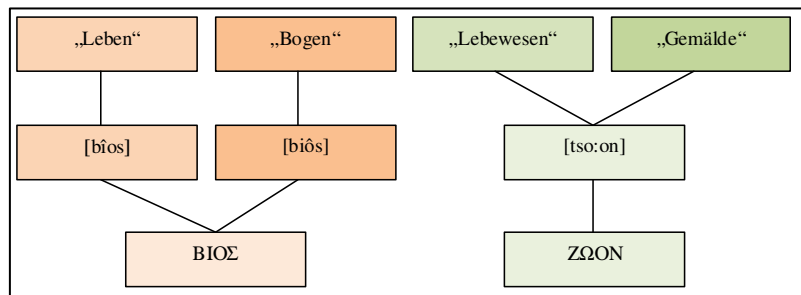 „Leben“
„Bogen“
„Lebewesen“
„Gemälde“
[bîos]
[biôs]
[tso:on]
ΒΙΟΣ
ΖΩΟΝ